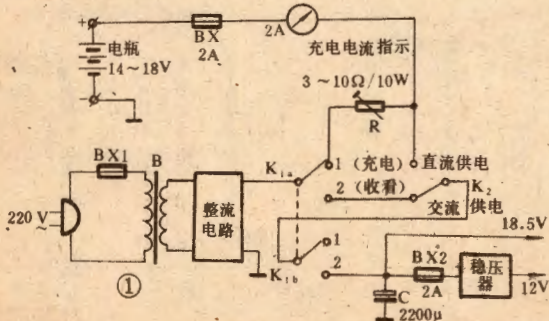 +
BX
2A
2A
充电电流指示
电瓶
14～18V
-
3～10Ω/10W
R
BX1
B
220V
~
整流
电路
K1a
1（充电）
2（收看）
直流供电
K2
交流供电
18.5V
K1b
1
2
BX2
2A
稳压
器
12V
C
2200μ
①